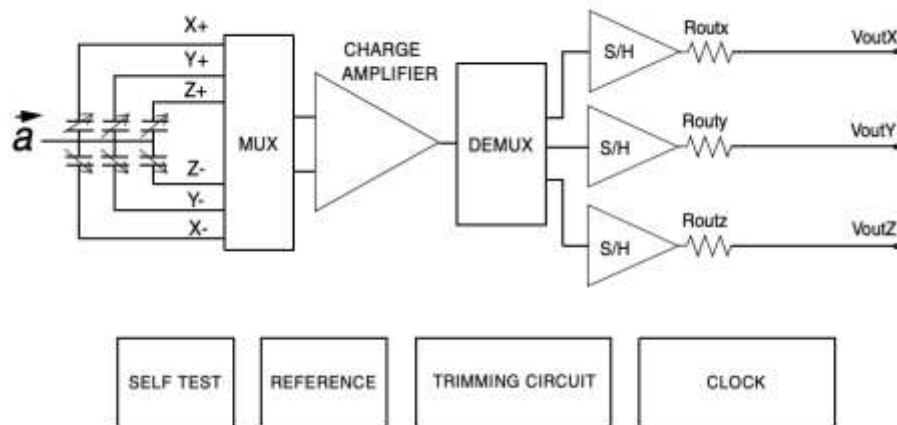 X+
Y+
Z+
a
Z-
Y-
X-
MUX
CHARGE
AMPLIFIER
DEMUX
S/H
Routx
VoutX
S/H
Routy
VoutY
S/H
Routz
VoutZ
SELF TEST
REFERENCE
TRIMMING CIRCUIT
CLOCK